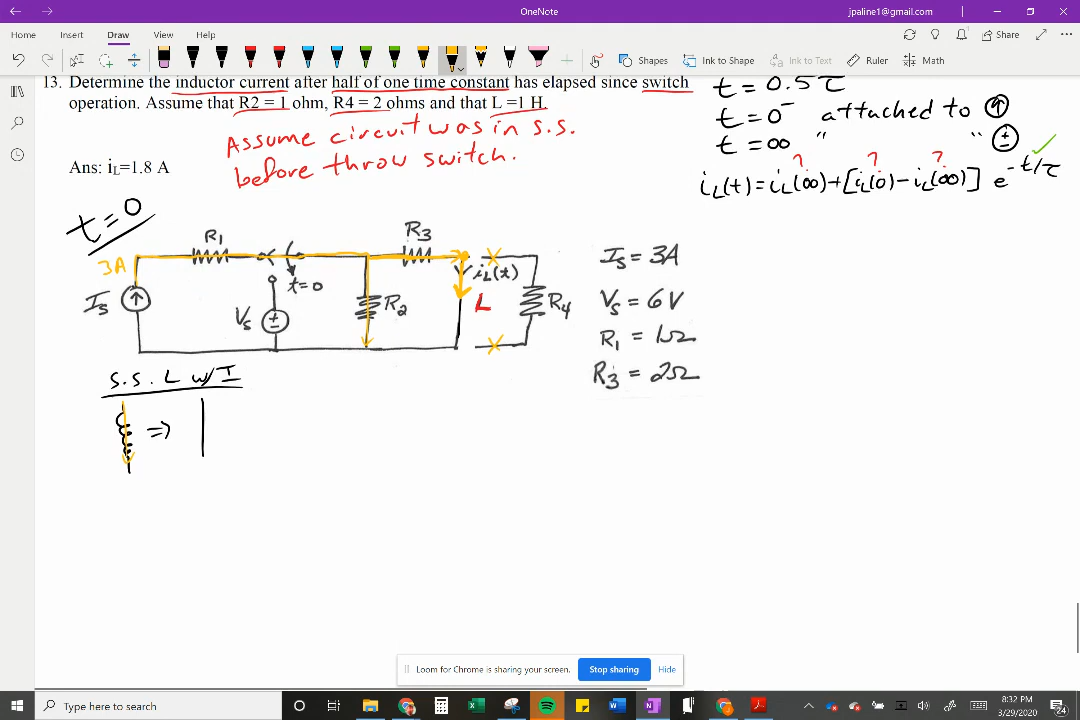 OneNote
jpaline1@gmail.com
Home Insert Draw View Help
Share
Shapes Ink to Shape Ink to Text Ruler Math
13. Determine the inductor current after half of one time constant has elapsed since switch
operation. Assume that R2 = 1 ohm, R4 = 2 ohms and that L =1 H.
Assume circuit was in s.s.
before throw switch.
Ans: iL=1.8 A
t = 0.5 τ
t = 0⁻ attached to ↑
t = ∞ " " ±
? ? ?
iL(t) = iL(∞) + [iL(0) − iL(∞)] e^-t/τ
t=0
R1
R3
3A
Is
Vs
t=0
R2
iL(t)
L
R4
Is = 3A
Vs = 6V
R1 = 1Ω
R3 = 2Ω
S.S. L w/ I
⇒
Loom for Chrome is sharing your screen. Stop sharing Hide
Type here to search
8:32 PM
3/29/2020
24